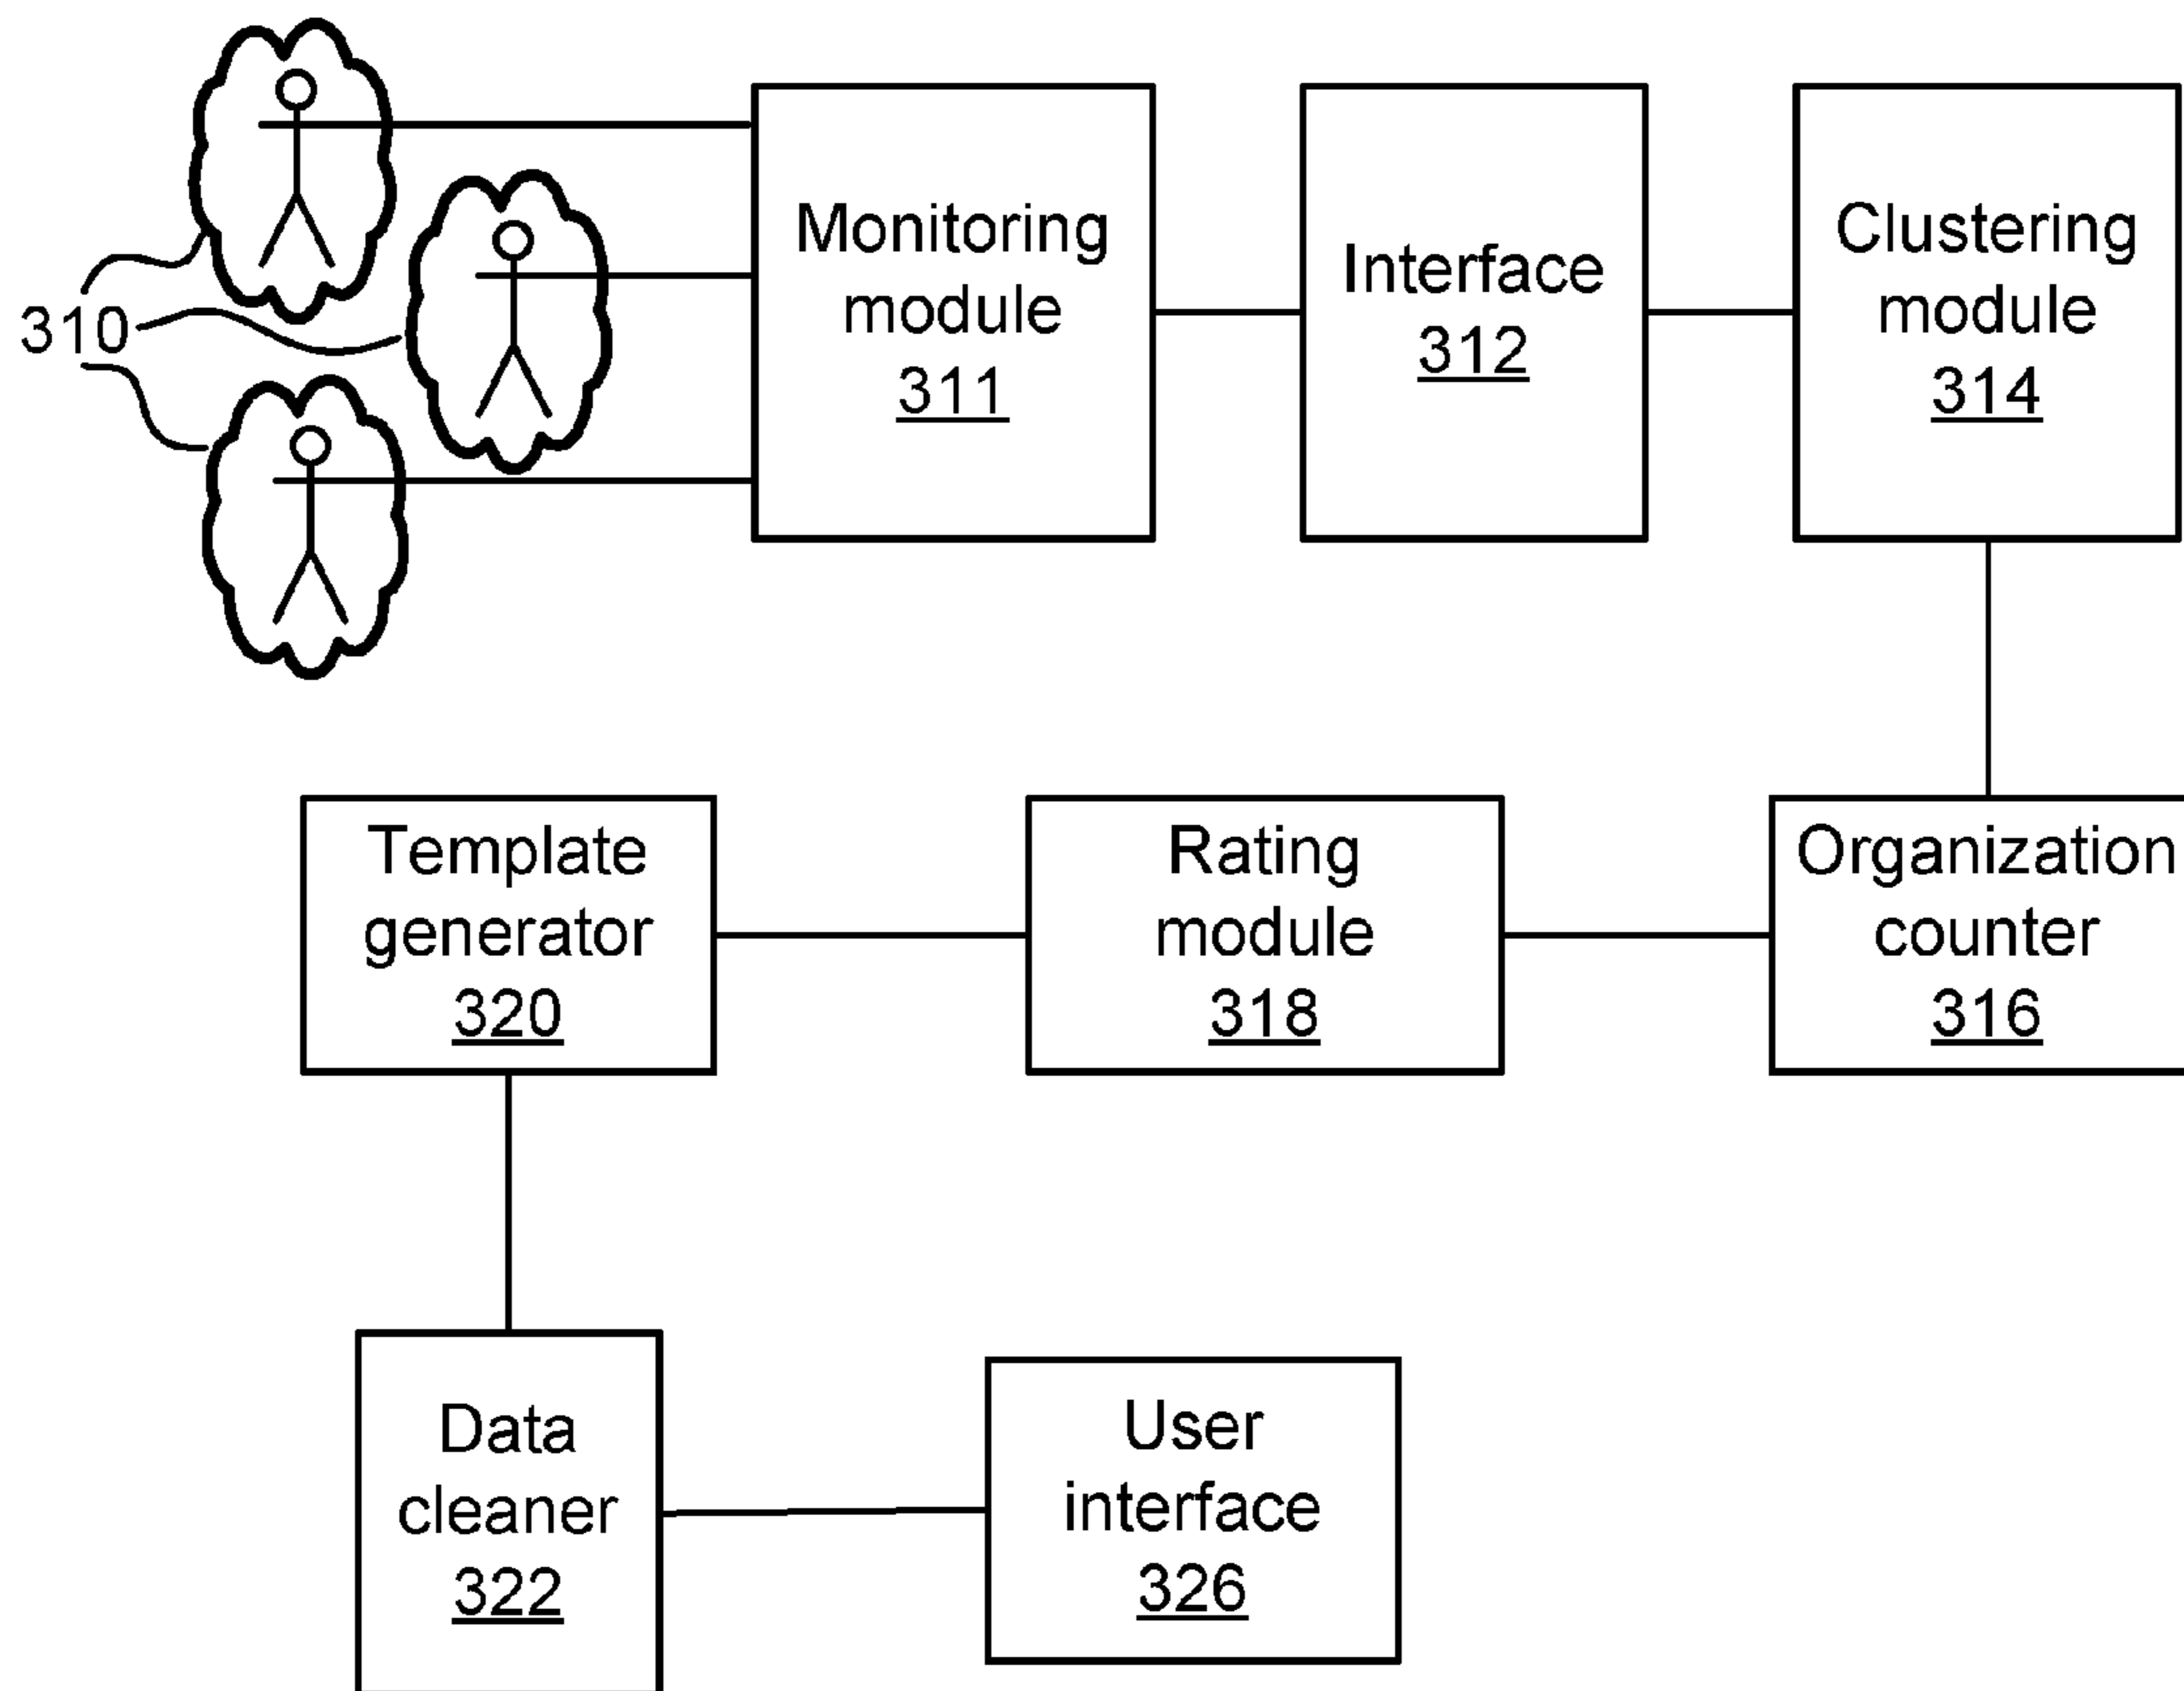 310
Monitoring
module
311
Interface
312
Clustering
module
314
Template
generator
320
Rating
module
318
Organization
counter
316
Data
cleaner
322
User
interface
326